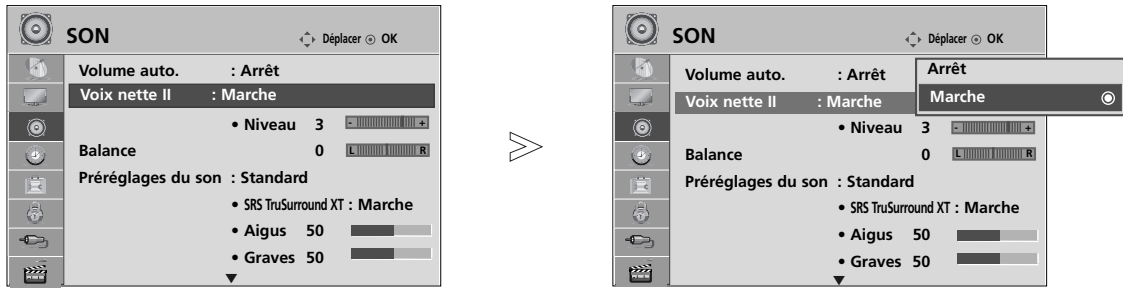 SON
Déplacer OK
Volume auto. : Arrêt
Voix nette II : Marche
• Niveau 3 - +
Balance 0 L R
Préréglages du son : Standard
• SRS TruSurround XT : Marche
• Aigus 50
• Graves 50
SON
Déplacer OK
Volume auto. : Arrêt
Voix nette II : Marche
• Niveau 3 - +
Balance 0 L R
Préréglages du son : Standard
• SRS TruSurround XT : Marche
• Aigus 50
• Graves 50
Arrêt
Marche